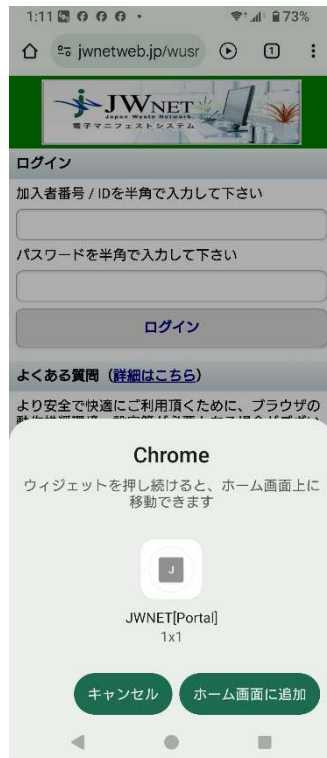 1:11
73%
jwnetweb.jp/wusr
1
JWNET
Japan Waste Network.
電子マニフェストシステム
ログイン
加入者番号 / IDを半角で入力して下さい
パスワードを半角で入力して下さい
ログイン
よくある質問（詳細はこちら）
より安全で快適にご利用頂くために、ブラウザの
Chrome
ウィジェットを押し続けると、ホーム画面上に
移動できます
J
JWNET[Portal]
1x1
キャンセル
ホーム画面に追加